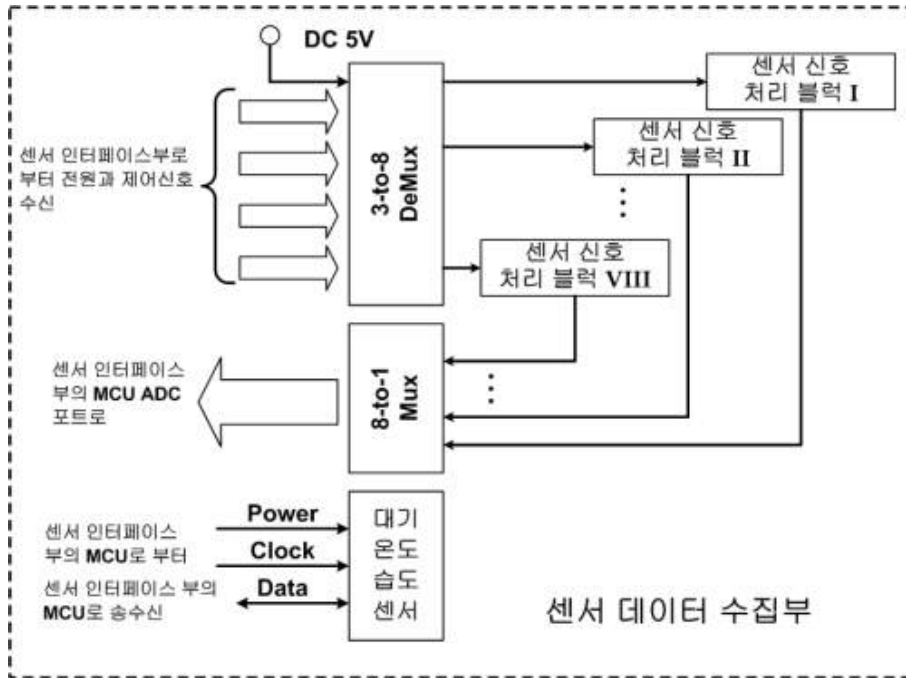 DC 5V
센서 신호
처리 블럭 I
센서 인터페이스부로
부터 전원과 제어신호
수신
3-to-8
DeMux
센서 신호
처리 블럭 II
센서 신호
처리 블럭 VIII
센서 인터페이스
부의 MCU ADC
포트로
8-to-1
Mux
센서 인터페이스
부의 MCU로 부터
센서 인터페이스 부의
MCU로 송수신
Power
Clock
Data
대기
온도
습도
센서
센서 데이터 수집부